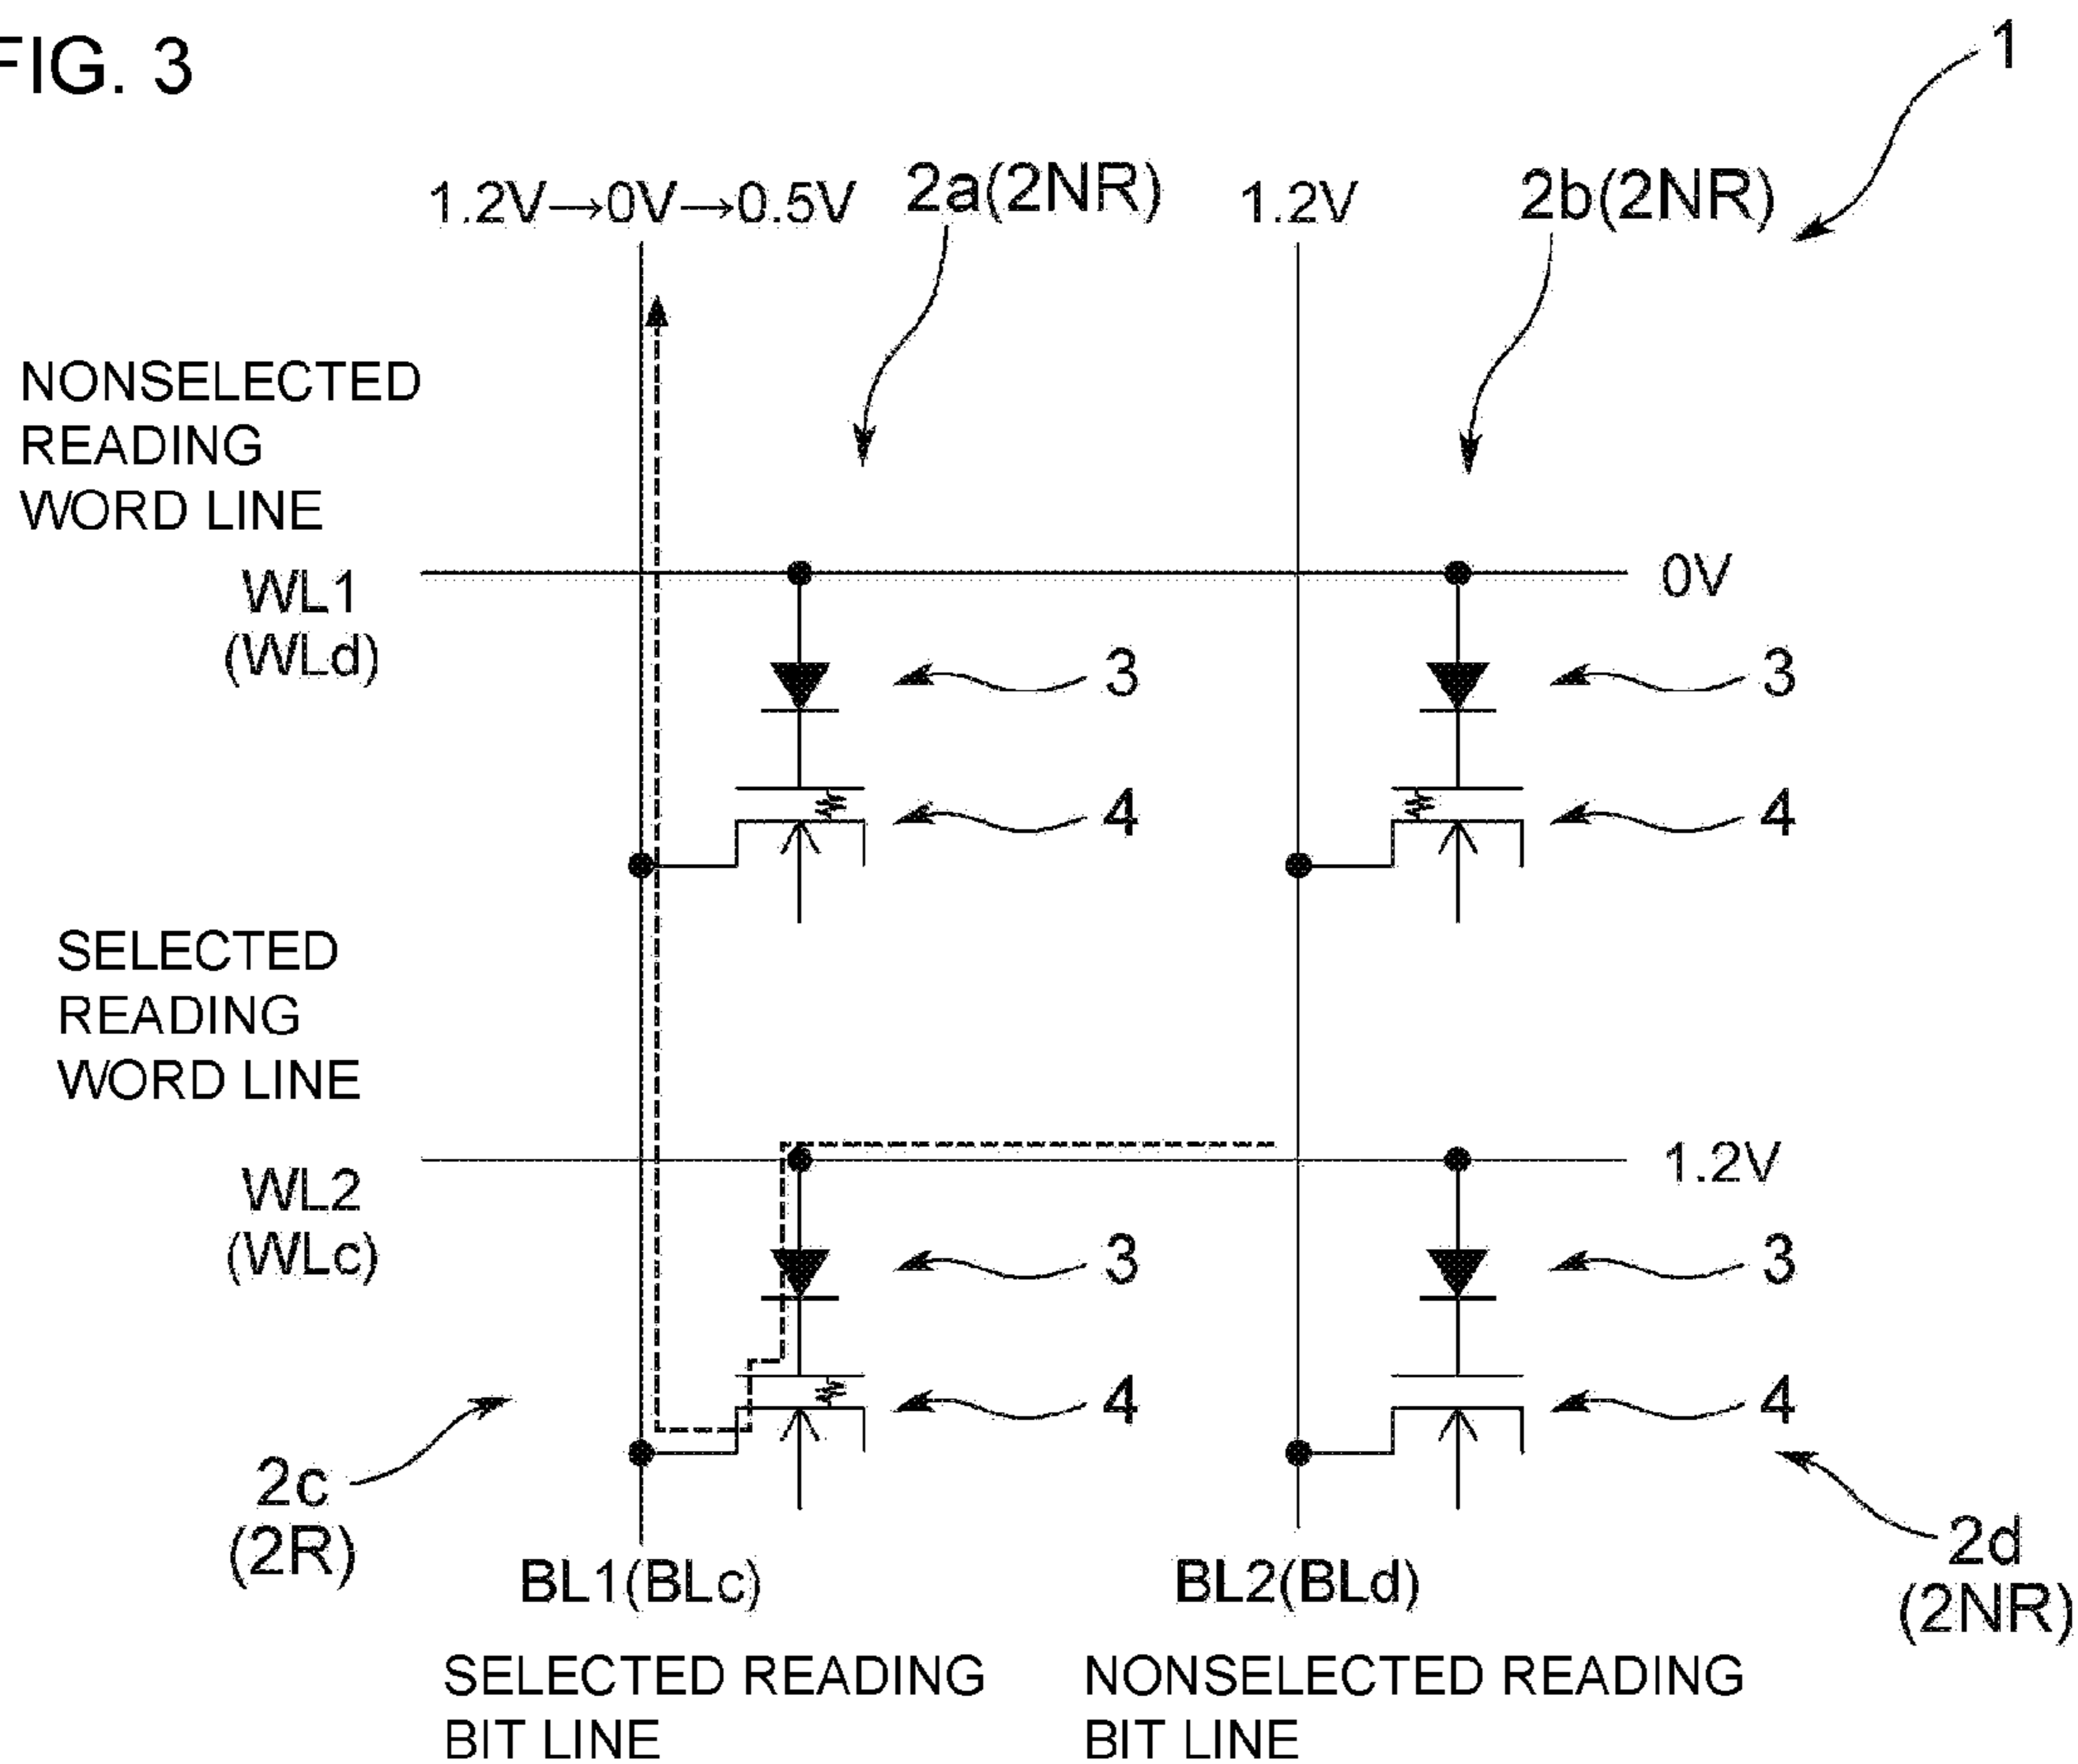 FIG. 3
1
1.2V→0V→0.5V
2a(2NR)
1.2V
2b(2NR)
NONSELECTED
READING
WORD LINE
WL1
(WLd)
0V
3
3
4
4
SELECTED
READING
WORD LINE
WL2
(WLc)
1.2V
3
3
4
4
2c
(2R)
2d
(2NR)
BL1(BLc)
BL2(BLd)
SELECTED READING
BIT LINE
NONSELECTED READING
BIT LINE